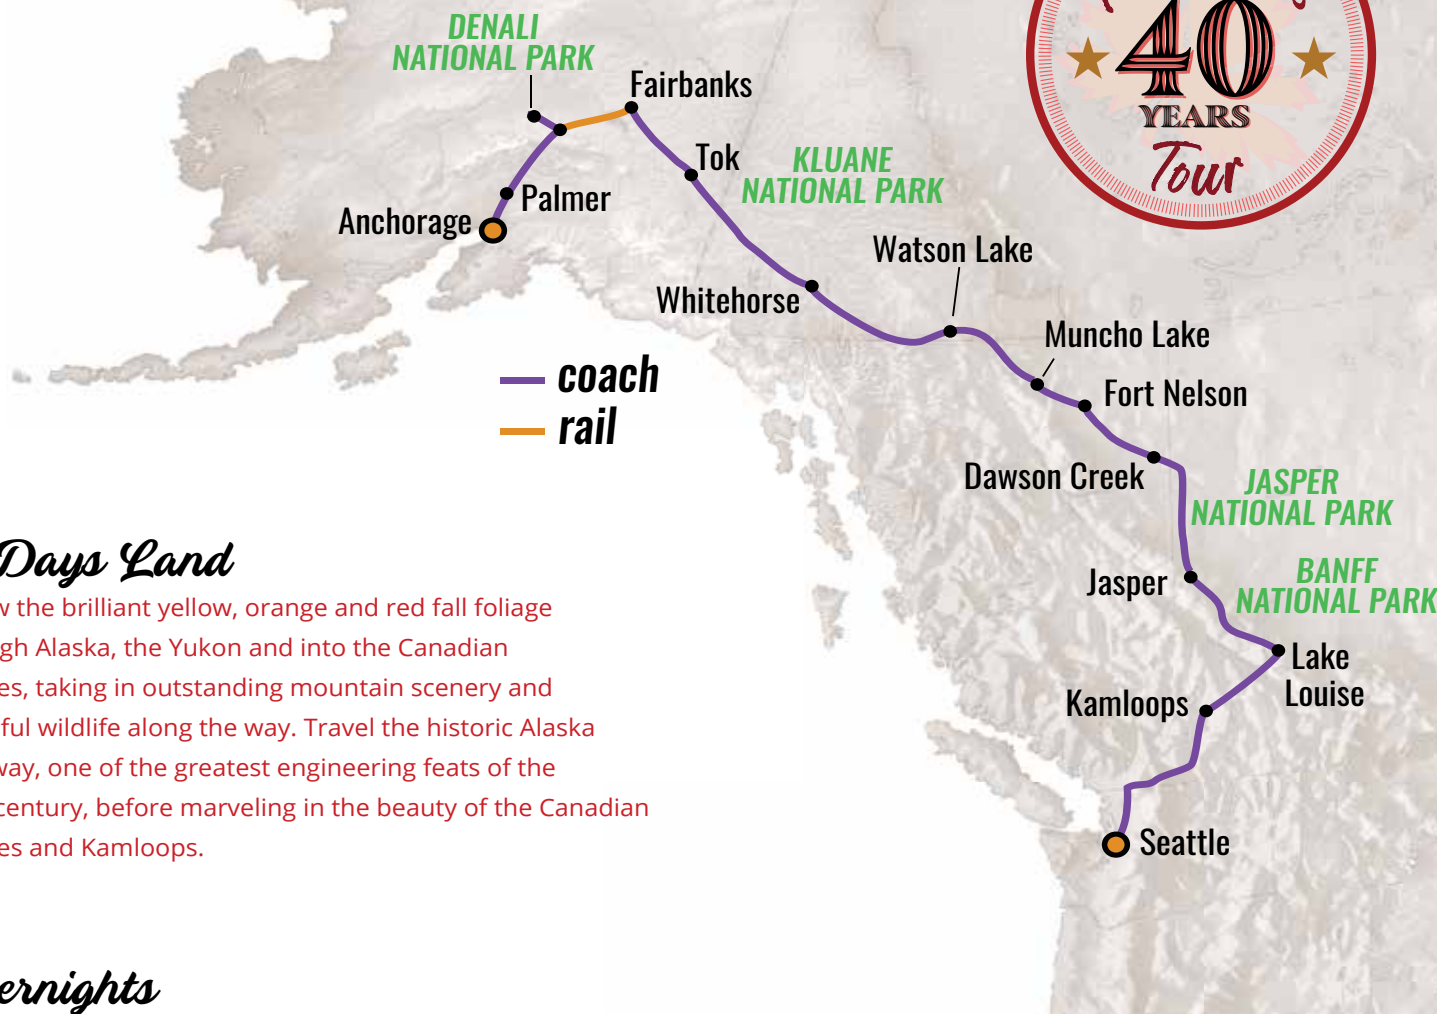 DENALI
NATIONAL PARK
Fairbanks
40
YEARS
Tour
Tok
KLUANE
NATIONAL PARK
Palmer
Anchorage
Watson Lake
Whitehorse
Muncho Lake
coach
rail
Fort Nelson
Dawson Creek
JASPER
NATIONAL PARK
Jasper
BANFF
NATIONAL PARK
Lake
Louise
Kamloops
Seattle
Days Land
the brilliant yellow, orange and red fall foliage
gh Alaska, the Yukon and into the Canadian
es, taking in outstanding mountain scenery and
ful wildlife along the way. Travel the historic Alaska
way, one of the greatest engineering feats of the
century, before marveling in the beauty of the Canadian
es and Kamloops.
ernights